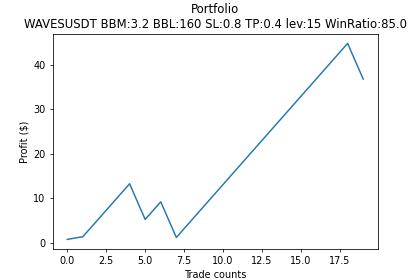 Portfolio
WAVESUSDT BBM:3.2 BBL:160 SL:0.8 TP:0.4 lev:15 WinRatio:85.0
40
30
20
10
0
Profit ($)
0.0 2.5 5.0 7.5 10.0 12.5 15.0 17.5
Trade counts